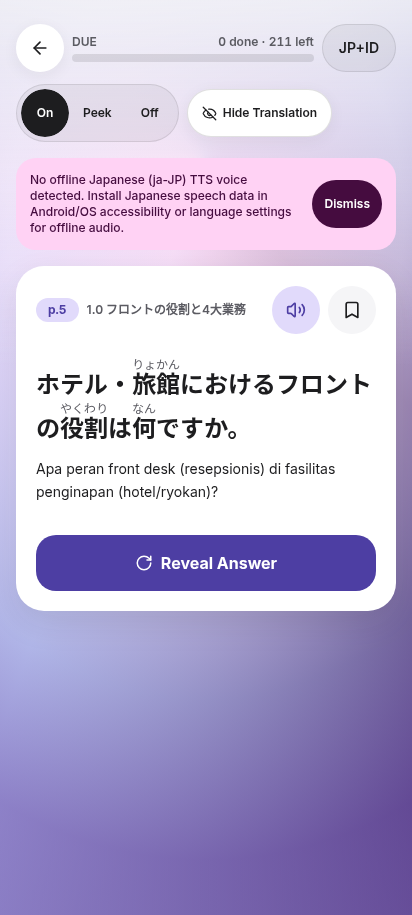 DUE
0 done · 211 left
JP+ID
On
Peek
Off
Hide Translation
No offline Japanese (ja-JP) TTS voice
detected. Install Japanese speech data in
Android/OS accessibility or language settings
for offline audio.
Dismiss
p.5
1.0 フロントの役割と4大業務
りょかん
ホテル・旅館におけるフロント
やくわり なん
の役割は何ですか。
Apa peran front desk (resepsionis) di fasilitas
penginapan (hotel/ryokan)?
Reveal Answer